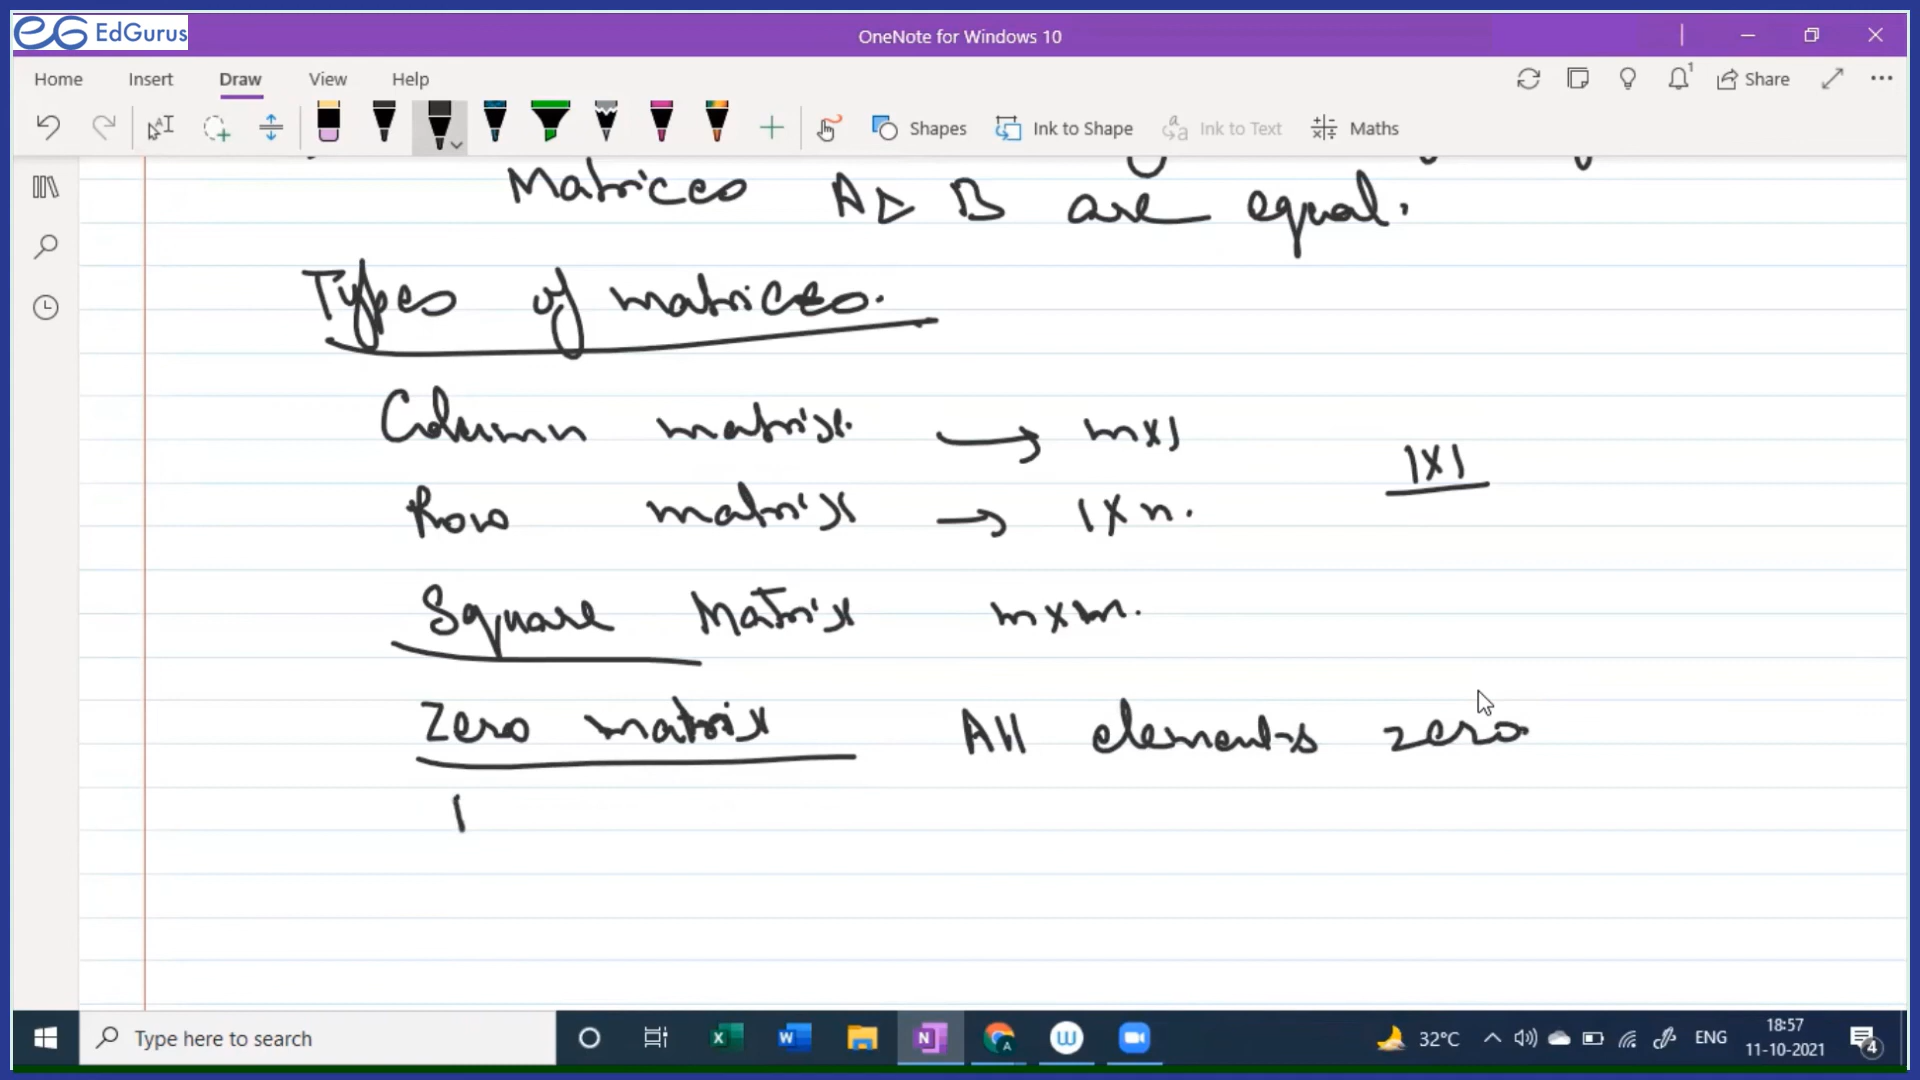 EdGurus
OneNote for Windows 10
Home Insert Draw View Help
1 Share
Shapes Ink to Shape Ink to Text Maths
Matrices A & B are equal.
Types of matrices.
Column matrix. → m×1
1×1
Row matrix → 1×n.
Square Matrix m×m.
Zero matrix All elements zero
Type here to search
32°C
ENG
18:57
11-10-2021
4